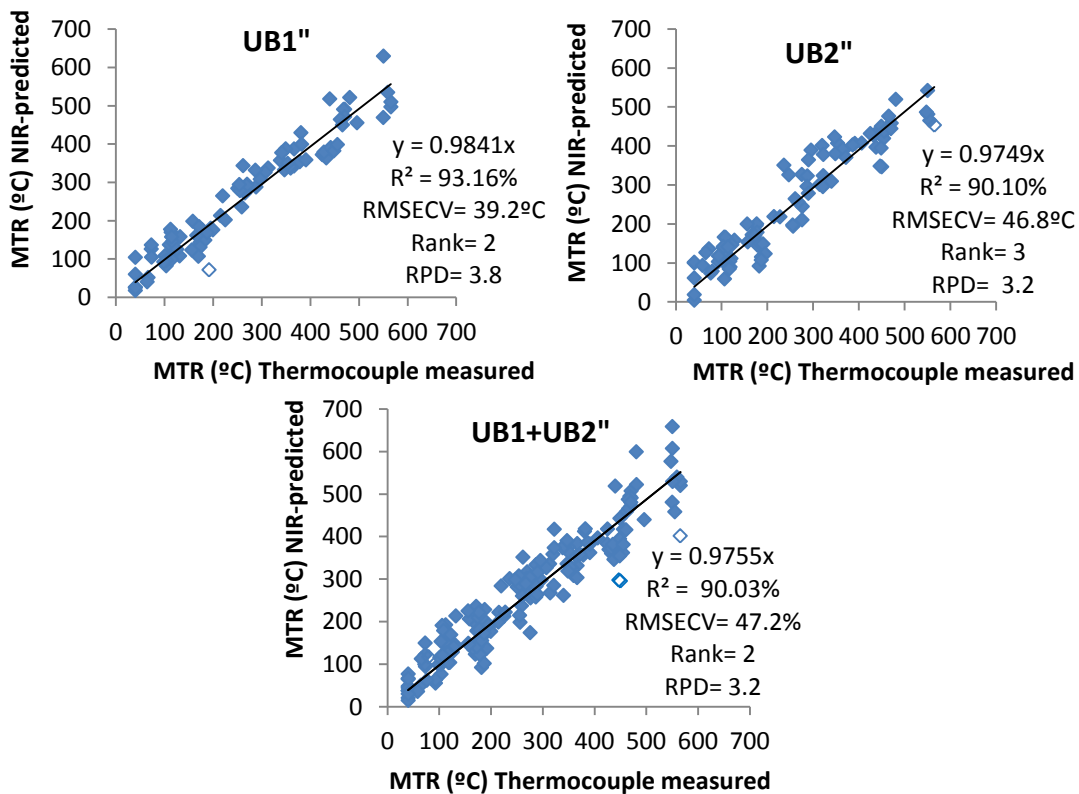 UB1"
MTR (ºC) NIR-predicted
700
600
500
400
300
200
100
0
y = 0.9841x
R² = 93.16%
RMSECV= 39.2ºC
Rank= 2
RPD= 3.8
0 100 200 300 400 500 600 700
MTR (ºC) Thermocouple measured
UB2"
MTR (ºC) NIR-predicted
700
600
500
400
300
200
100
0
y = 0.9749x
R² = 90.10%
RMSECV= 46.8ºC
Rank= 3
RPD= 3.2
0 100 200 300 400 500 600 700
MTR (ºC) Thermocouple measured
UB1+UB2"
MTR (ºC) NIR-predicted
700
600
500
400
300
200
100
0
y = 0.9755x
R² = 90.03%
RMSECV= 47.2%
Rank= 2
RPD= 3.2
0 100 200 300 400 500 600 700
MTR (ºC) Thermocouple measured